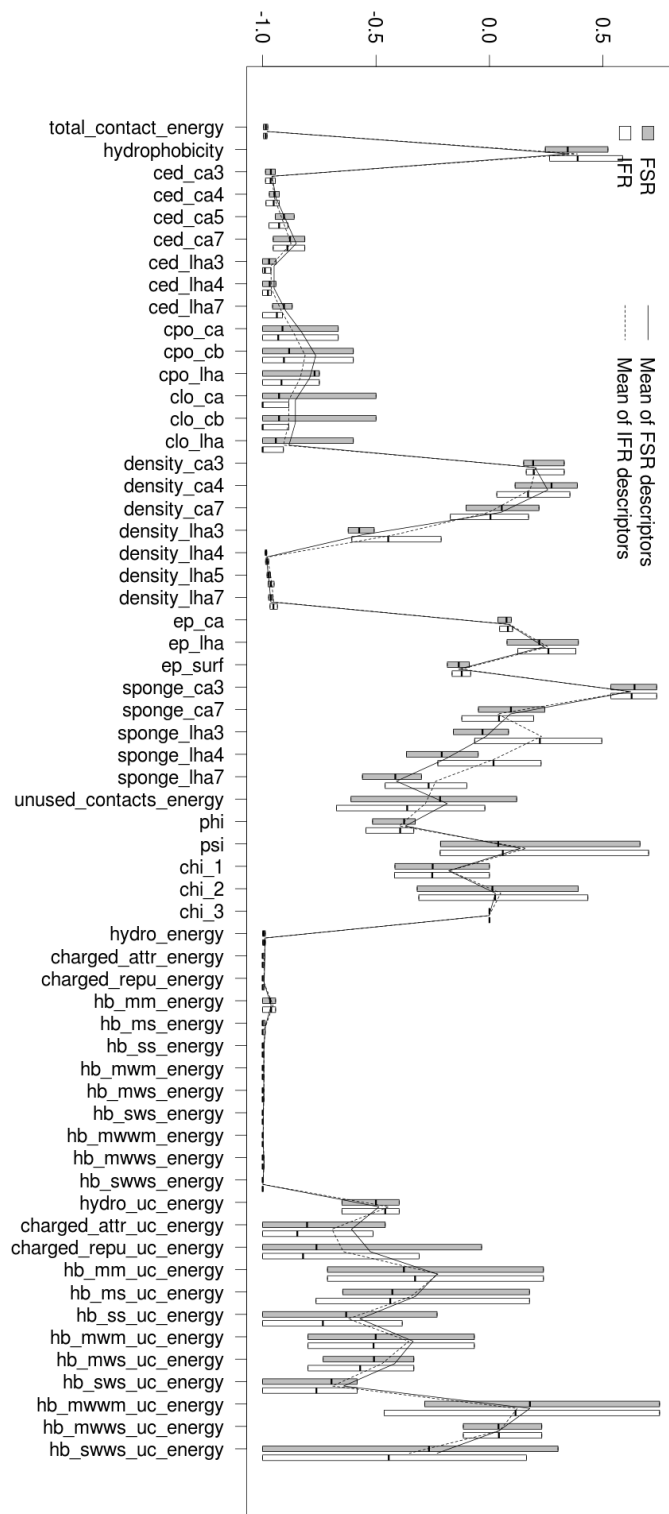 -1.0
-0.5
0.0
0.5
FSR
IFR
Mean of FSR descriptors
Mean of IFR descriptors
total_contact_energy
hydrophobicity
ced_ca3
ced_ca4
ced_ca5
ced_ca7
ced_lha3
ced_lha4
ced_lha7
cpo_ca
cpo_cb
cpo_lha
clo_ca
clo_cb
clo_lha
density_ca3
density_ca4
density_ca7
density_lha3
density_lha4
density_lha5
density_lha7
ep_ca
ep_lha
ep_surf
sponge_ca3
sponge_ca7
sponge_lha3
sponge_lha4
sponge_lha7
unused_contacts_energy
phi
psi
chi_1
chi_2
chi_3
hydro_energy
charged_attr_energy
charged_repu_energy
hb_mm_energy
hb_ms_energy
hb_ss_energy
hb_mwm_energy
hb_mws_energy
hb_sws_energy
hb_mwwm_energy
hb_mwws_energy
hb_swws_energy
hydro_uc_energy
charged_attr_uc_energy
charged_repu_uc_energy
hb_mm_uc_energy
hb_ms_uc_energy
hb_ss_uc_energy
hb_mwm_uc_energy
hb_mws_uc_energy
hb_sws_uc_energy
hb_mwwm_uc_energy
hb_mwws_uc_energy
hb_swws_uc_energy